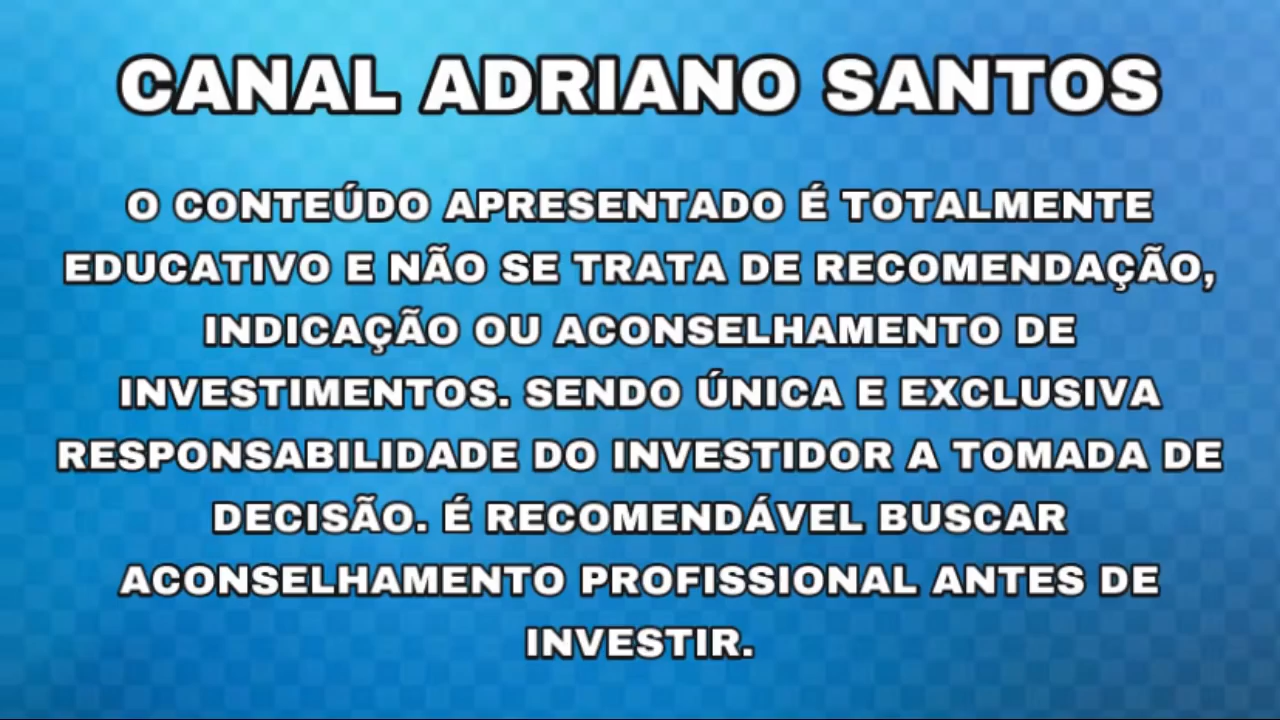 CANAL ADRIANO SANTOS
O CONTEÚDO APRESENTADO É TOTALMENTE
EDUCATIVO E NÃO SE TRATA DE RECOMENDAÇÃO,
INDICAÇÃO OU ACONSELHAMENTO DE
INVESTIMENTOS. SENDO ÚNICA E EXCLUSIVA
RESPONSABILIDADE DO INVESTIDOR A TOMADA DE
DECISÃO. É RECOMENDÁVEL BUSCAR
ACONSELHAMENTO PROFISSIONAL ANTES DE
INVESTIR.